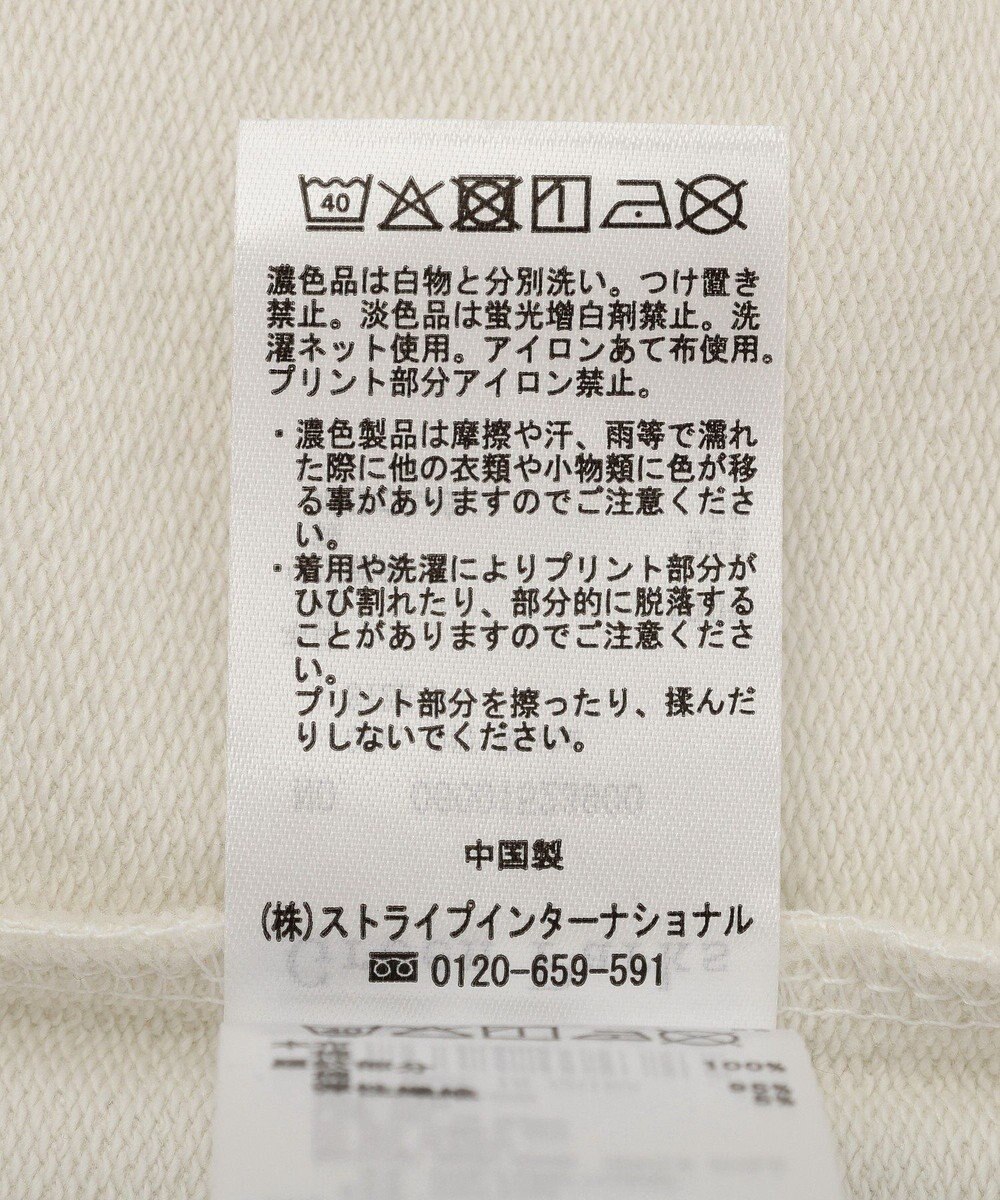 40
濃色品は白物と分別洗い。つけ置き
禁止。淡色品は蛍光増白剤禁止。洗
濯ネット使用。アイロンあて布使用。
プリント部分アイロン禁止。
・濃色製品は摩擦や汗、雨等で濡れ
た際に他の衣類や小物類に色が移
る事がありますのでご注意くださ
い。
・着用や洗濯によりプリント部分が
ひび割れたり、部分的に脱落する
ことがありますのでご注意くださ
い。
プリント部分を擦ったり、揉んだ
りしないでください。
中国製
(株)ストライプインターナショナル
0120-659-591
100%